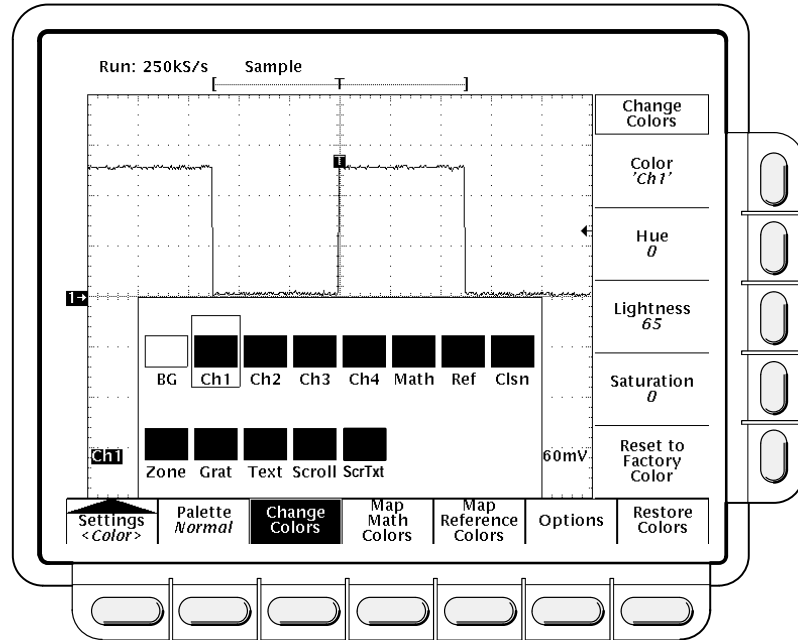 Run: 250kS/s Sample
[ T ]
T
1→
Change
Colors
Color
'Ch1'
Hue
0
Lightness
65
Saturation
0
Reset to
Factory
Color
BG Ch1 Ch2 Ch3 Ch4 Math Ref Clsn
Zone Grat Text Scroll ScrTxt
Ch1
60mV
Settings
<Color>
Palette
Normal
Change
Colors
Map
Math
Colors
Map
Reference
Colors
Options
Restore
Colors